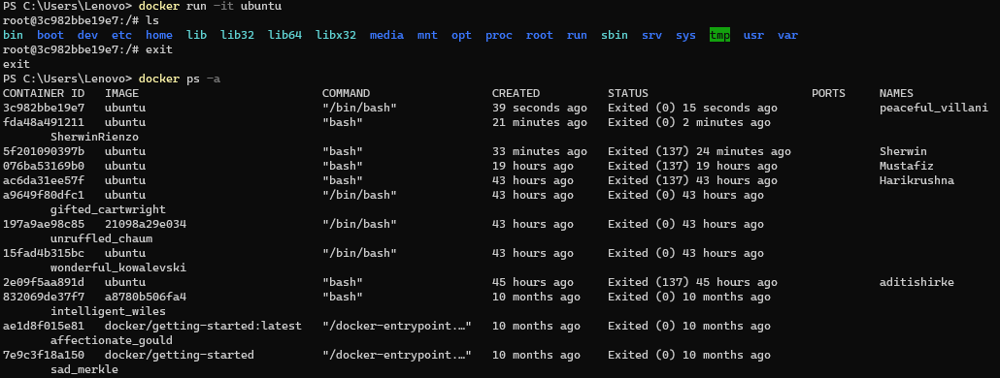 PS C:\Users\Lenovo> docker run -it ubuntu
root@3c982bbe19e7:/# ls
bin  boot  dev  etc  home  lib  lib32  lib64  libx32  media  mnt  opt  proc  root  run  sbin  srv  sys  tmp  usr  var
root@3c982bbe19e7:/# exit
exit
PS C:\Users\Lenovo> docker ps -a
CONTAINER ID   IMAGE                           COMMAND                  CREATED          STATUS                        PORTS     NAMES
3c982bbe19e7   ubuntu                          "/bin/bash"              39 seconds ago   Exited (0) 15 seconds ago               peaceful_villani
fda48a491211   ubuntu                          "bash"                   21 minutes ago   Exited (0) 2 minutes ago
       SherwinRienzo
5f201090397b   ubuntu                          "bash"                   33 minutes ago   Exited (137) 24 minutes ago             Sherwin
076ba53169b0   ubuntu                          "bash"                   19 hours ago     Exited (137) 19 hours ago               Mustafiz
ac6da31ee57f   ubuntu                          "bash"                   43 hours ago     Exited (137) 43 hours ago               Harikrushna
a9649f80dfc1   ubuntu                          "/bin/bash"              43 hours ago     Exited (0) 43 hours ago
       gifted_cartwright
197a9ae98c85   21098a29e034                    "/bin/bash"              43 hours ago     Exited (0) 43 hours ago
       unruffled_chaum
15fad4b315bc   ubuntu                          "/bin/bash"              43 hours ago     Exited (0) 43 hours ago
       wonderful_kowalevski
2e09f5aa891d   ubuntu                          "bash"                   45 hours ago     Exited (137) 45 hours ago               aditishirke
832069de37f7   a8780b506fa4                    "bash"                   10 months ago    Exited (0) 10 months ago
       intelligent_wiles
ae1d8f015e81   docker/getting-started:latest   "/docker-entrypoint.…"   10 months ago    Exited (0) 10 months ago
       affectionate_gould
7e9c3f18a150   docker/getting-started          "/docker-entrypoint.…"   10 months ago    Exited (0) 10 months ago
       sad_merkle